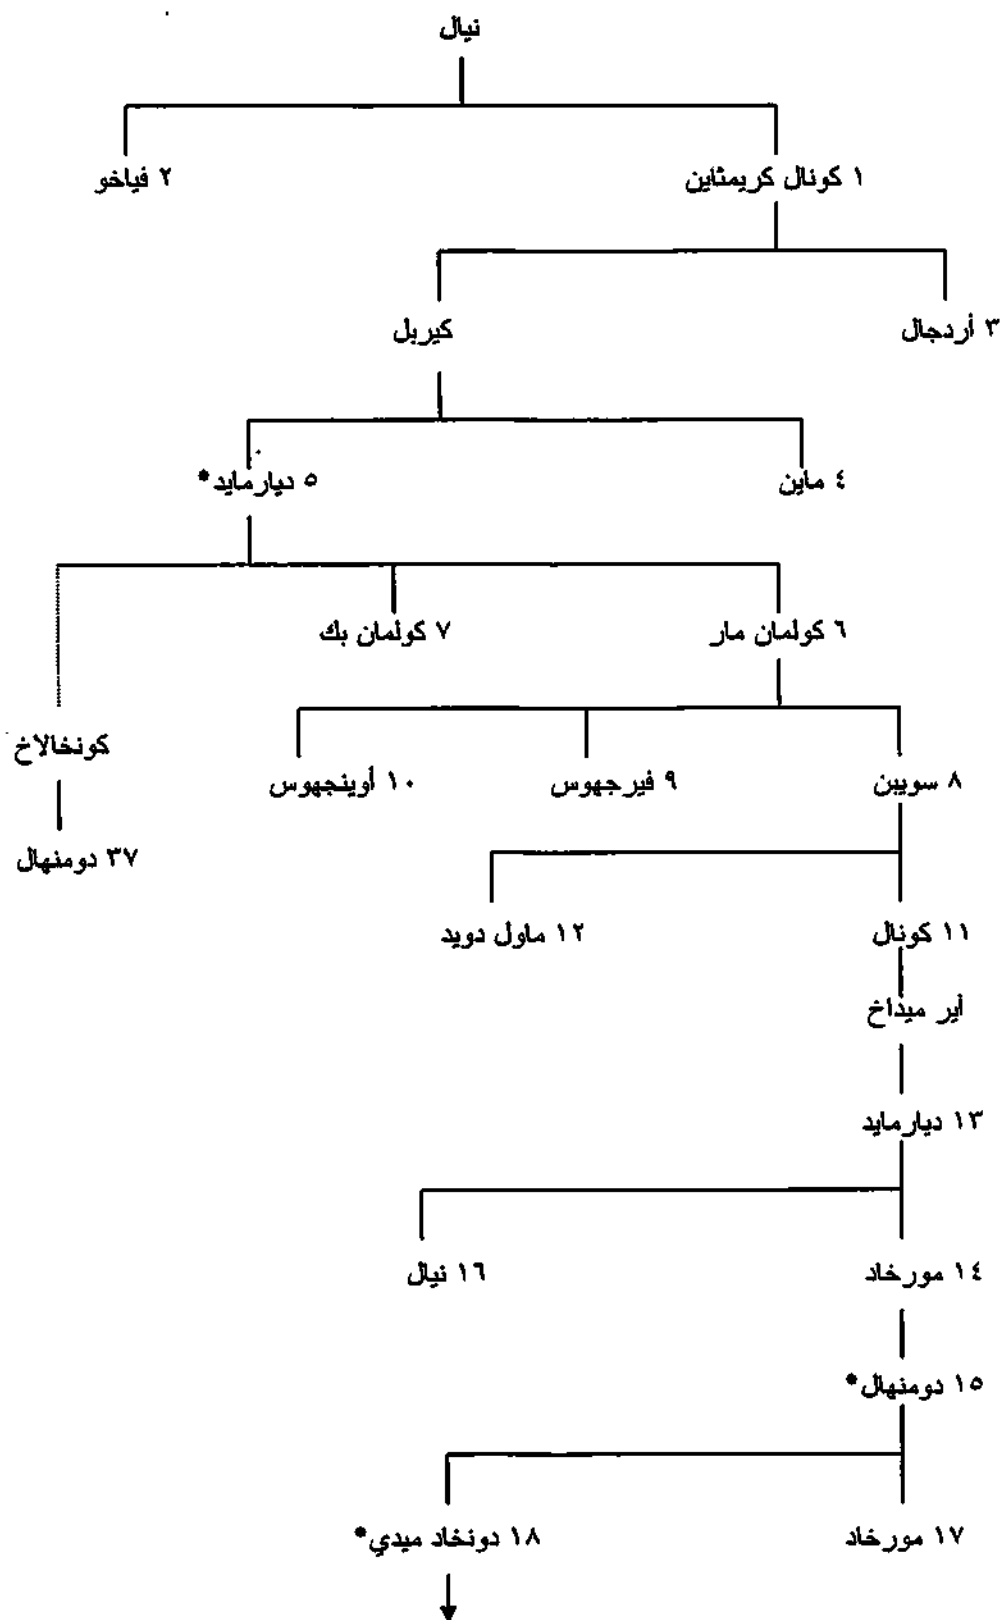 نيال
١ كونال كريمثاين
٢ فياخو
٣ أردجال
كيربل
٤ ماين
٥ ديارمايد*
٦ كولمان مار
٧ كولمان بك
كونخالاخ
٨ سويبن
٩ فيرجهوس
١٠ أوينجهوس
٣٧ دومنهال
١١ كونال
١٢ ماول دويد
أير ميداخ
١٣ ديارمايد
١٤ مورخاد
١٦ نيال
١٥ دومنهال*
١٧ مورخاد
١٨ دونخاد ميدي*